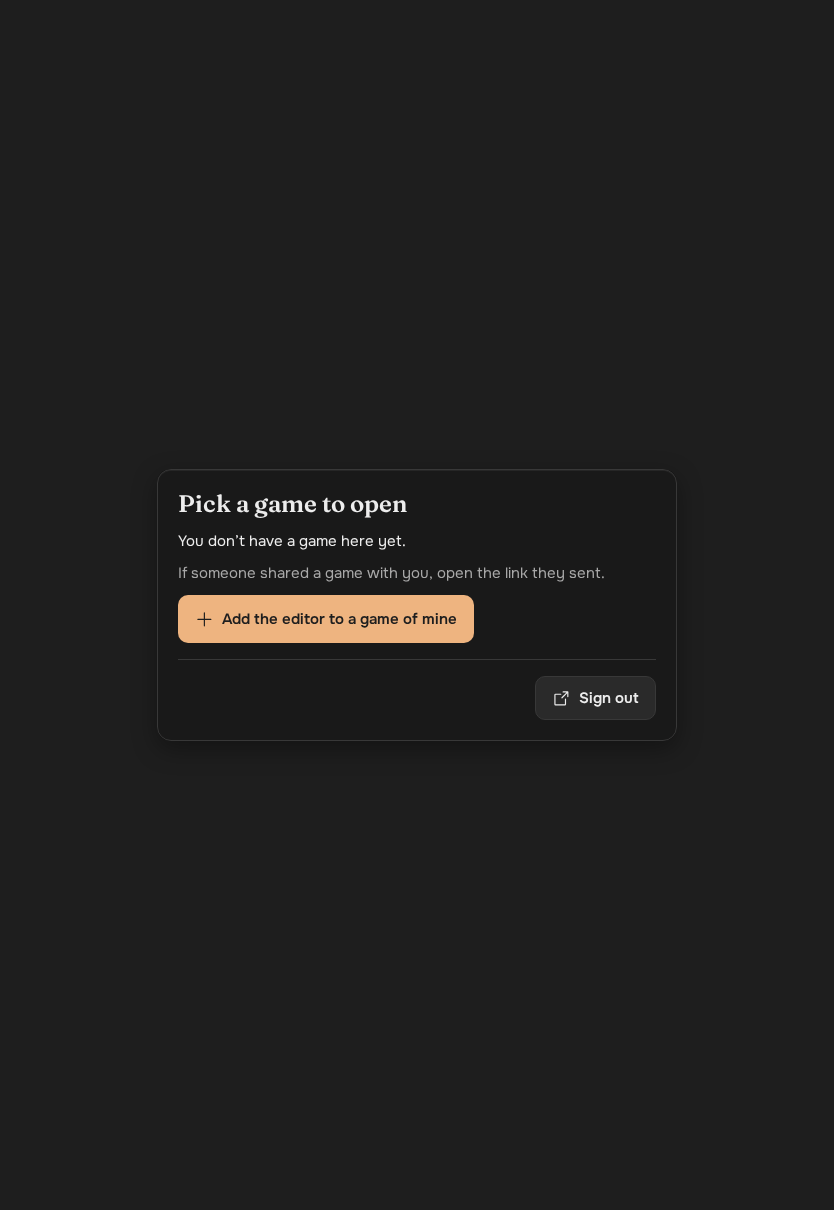 Pick a game to open
You don’t have a game here yet.
If someone shared a game with you, open the link they sent.
Add the editor to a game of mine
Sign out